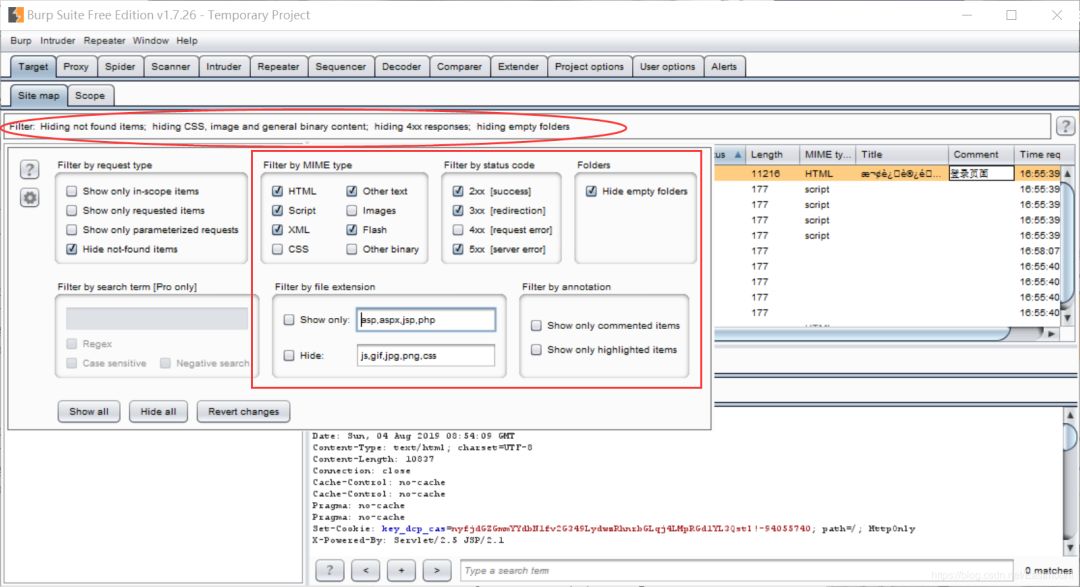 Burp Suite Free Edition v1.7.26 - Temporary Project
Burp Intruder Repeater Window Help
Target Proxy Spider Scanner Intruder Repeater Sequencer Decoder Comparer Extender Project options User options Alerts
Site map Scope
Filter: Hiding not found items; hiding CSS, image and general binary content; hiding 4xx responses; hiding empty folders
?
Length MIME ty... Title Comment Time req
11216 HTML 登录页面 16:55:39
177 script 16:55:39
177 script 16:55:39
177 script 16:55:39
177 script 16:55:39
177 16:58:07
177 16:55:40
177 16:55:40
177 16:55:40
177 16:55:40
?
Filter by request type
Show only in-scope items
Show only requested items
Show only parameterized requests
Hide not-found items
Filter by MIME type
HTML Other text
Script Images
XML Flash
CSS Other binary
Filter by status code
2xx [success]
3xx [redirection]
4xx [request error]
5xx [server error]
Folders
Hide empty folders
Filter by search term [Pro only]
Regex
Case sensitive Negative search
Filter by file extension
Show only: asp,aspx,jsp,php
Hide: js,gif,jpg,png,css
Filter by annotation
Show only commented items
Show only highlighted items
Show all Hide all Revert changes
Date: Sun, 04 Aug 2019 08:54:09 GMT
Content-Type: text/html; charset=UTF-8
Content-Length: 10837
Connection: close
Cache-Control: no-cache
Cache-Control: no-cache
Pragma: no-cache
Pragma: no-cache
Set-Cookie: key_dcp_cas= path=/; HttpOnly
X-Powered-By: Servlet/2.5 JSP/2.1
? < + > Type a search term 0 matches